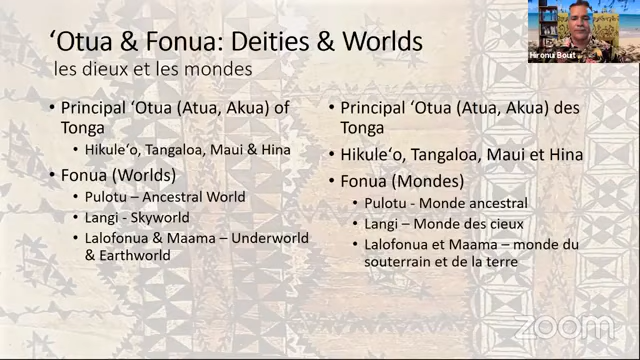 ‘Otua & Fonua: Deities & Worlds
les dieux et les mondes
• Principal ‘Otua (Atua, Akua) of
Tonga
• Hikule‘o, Tangaloa, Maui & Hina
• Fonua (Worlds)
• Pulotu – Ancestral World
• Langi - Skyworld
• Lalofonua & Maama – Underworld
& Earthworld
• Principal ‘Otua (Atua, Akua) des
Tonga
• Hikule‘o, Tangaloa, Maui et Hina
• Fonua (Mondes)
• Pulotu - Monde ancestral
• Langi – Monde des cieux
• Lalofonua et Maama – monde du
souterrain et de la terre
Hironui Bouit
zoom